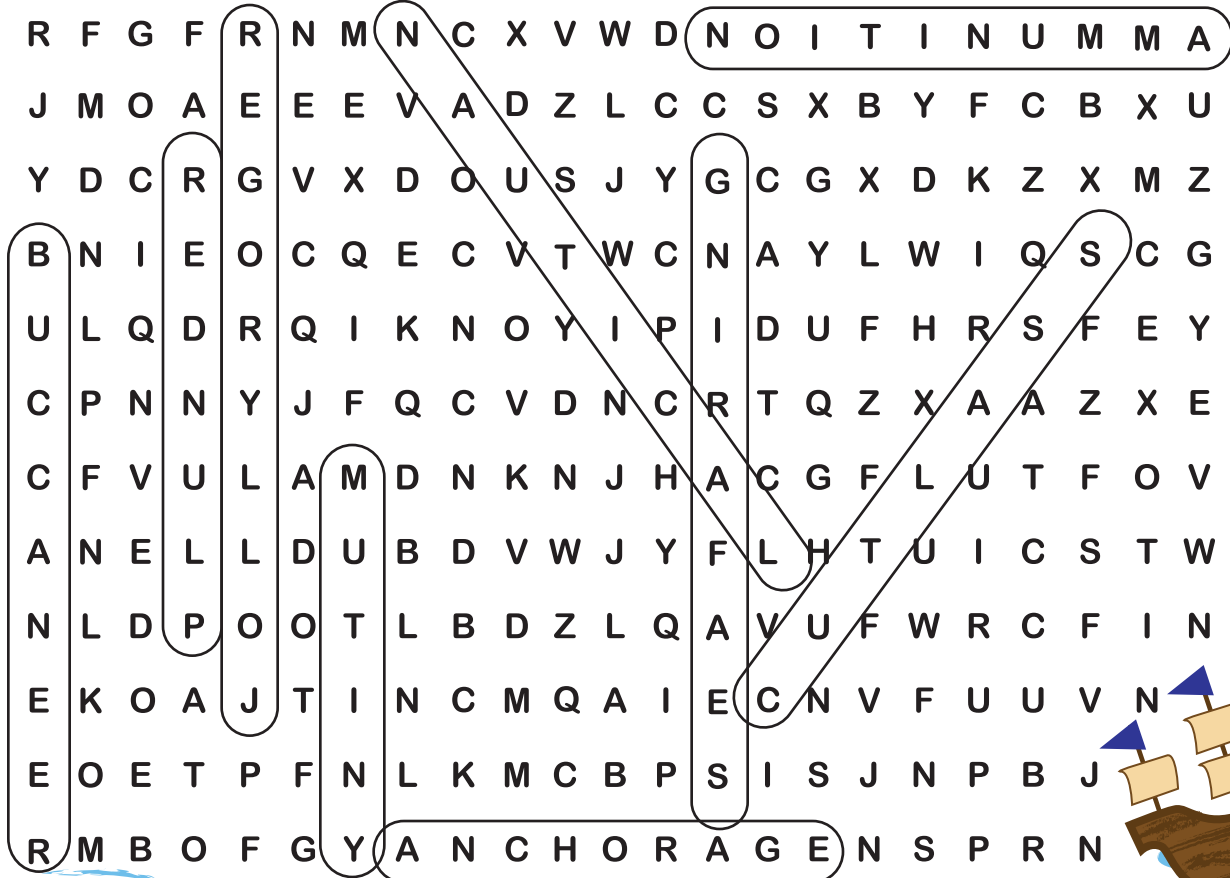 R F G F R N M N C X V W D N O I T I N U M M A
J M O A E E E V A D Z L C C S X B Y F C B X U
Y D C R G V X D O U S J Y G C G X D K Z X M Z
B N I E O C Q E C V T W C N A Y L W I Q S C G
U L Q D R Q I K N O Y I P I D U F H R S F E Y
C P N N Y J F Q C V D N C R T Q Z X A A Z X E
C F V U L A M D N K N J H A C G F L U T F O V
A N E L L D U B D V W J Y F L H T U I C S T W
N L D P O O T L B D Z L Q A V U F W R C F I N
E K O A J T I N C M Q A I E C N V F U U V N
E O E T P F N L K M C B P S I S J N P B J
R M B O F G Y A N C H O R A G E N S P R N